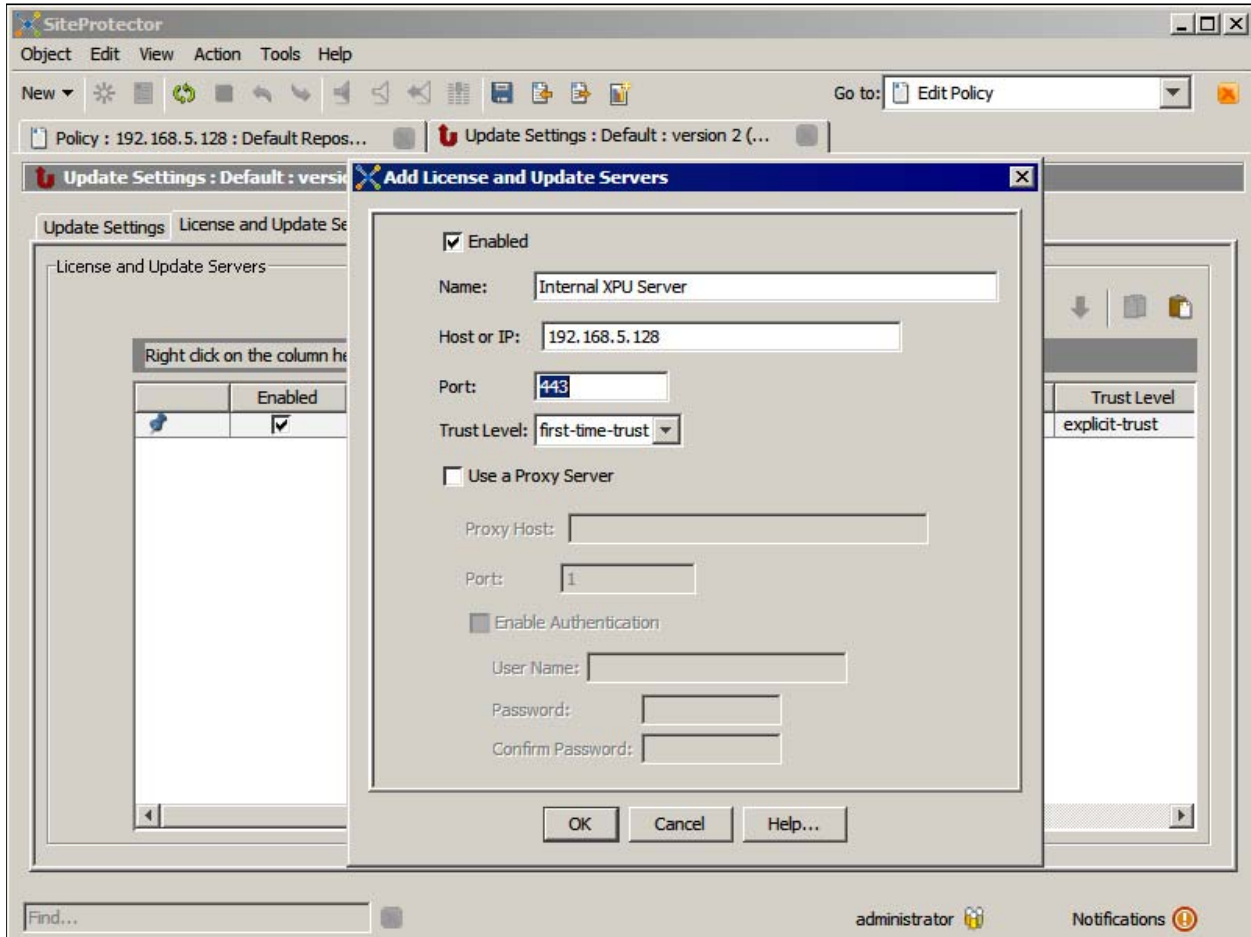 SiteProtector
Object Edit View Action Tools Help
New Go to: Edit Policy
Policy : 192.168.5.128 : Default Repos... Update Settings : Default : version 2 (...
Update Settings : Default : versi
Add License and Update Servers
Update Settings License and Update Se
License and Update Servers
Enabled
Name: Internal XPU Server
Host or IP: 192.168.5.128
Right click on the column he
Port: 443
Enabled Trust Level
explicit-trust
Trust Level: first-time-trust
Use a Proxy Server
Proxy Host:
Port: 1
Enable Authentication
User Name:
Password:
Confirm Password:
OK Cancel Help...
Find... administrator Notifications